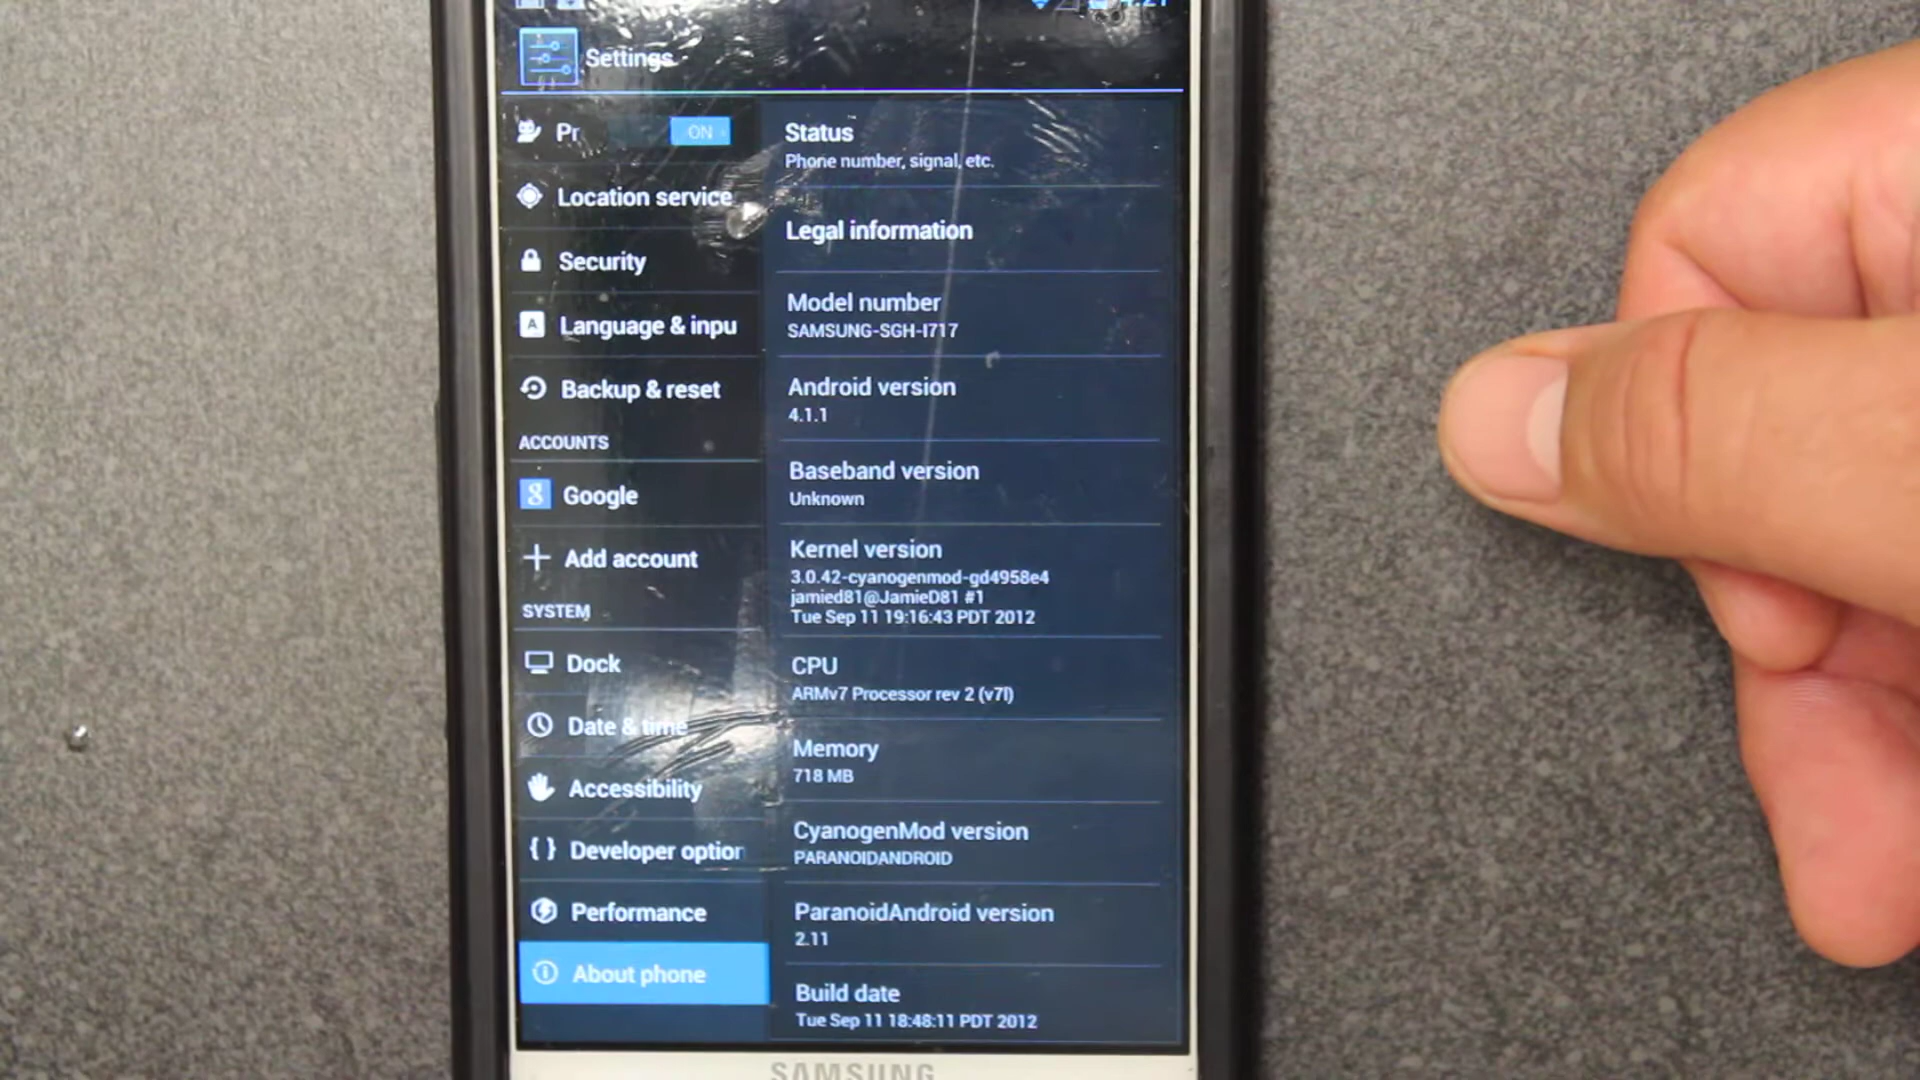 Settings
Pr
ON
Location service
Security
Language & inpu
Backup & reset
ACCOUNTS
Google
Add account
SYSTEM
Dock
Date & time
Accessibility
{ } Developer option
Performance
About phone
Status
Phone number, signal, etc.
Legal information
Model number
SAMSUNG-SGH-I717
Android version
4.1.1
Baseband version
Unknown
Kernel version
3.0.42-cyanogenmod-gd4958e4
jamied81@JamieD81 #1
Tue Sep 11 19:16:43 PDT 2012
CPU
ARMv7 Processor rev 2 (v7l)
Memory
718 MB
CyanogenMod version
PARANOIDANDROID
ParanoidAndroid version
2.11
Build date
Tue Sep 11 18:48:11 PDT 2012
SAMSUNG